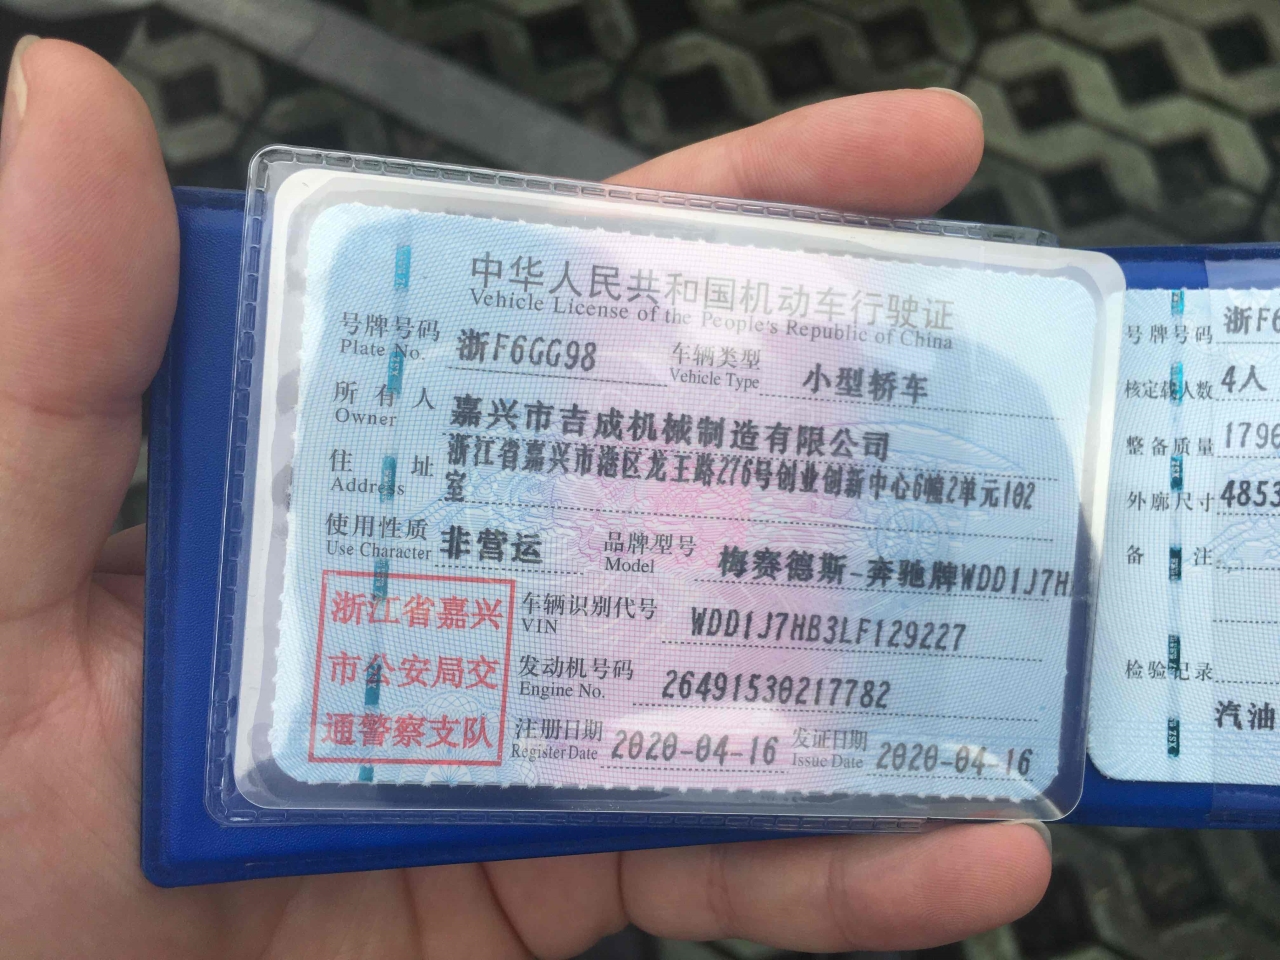 中华人民共和国机动车行驶证
Vehicle License of the People's Republic of China
号牌号码 浙F6GG98 车辆类型 小型轿车
Plate No. Vehicle Type
所有人 嘉兴市吉成机械制造有限公司
Owner
住址 浙江省嘉兴市港区龙王路276号创业创新中心6幢2单元102
Address 室
使用性质 非营运 品牌型号 梅赛德斯-奔驰牌WDD1J7H
Use Character Model
浙江省嘉兴
市公安局交
通警察支队
车辆识别代号 WDD1J7HB3LF129227
VIN
发动机号码 26491530217782
Engine No.
注册日期 2020-04-16 发证日期 2020-04-16
Register Date Issue Date
号牌号码 浙F6
核定载人数 4人
整备质量 1796
外廓尺寸 4853
备注
检验记录
汽油